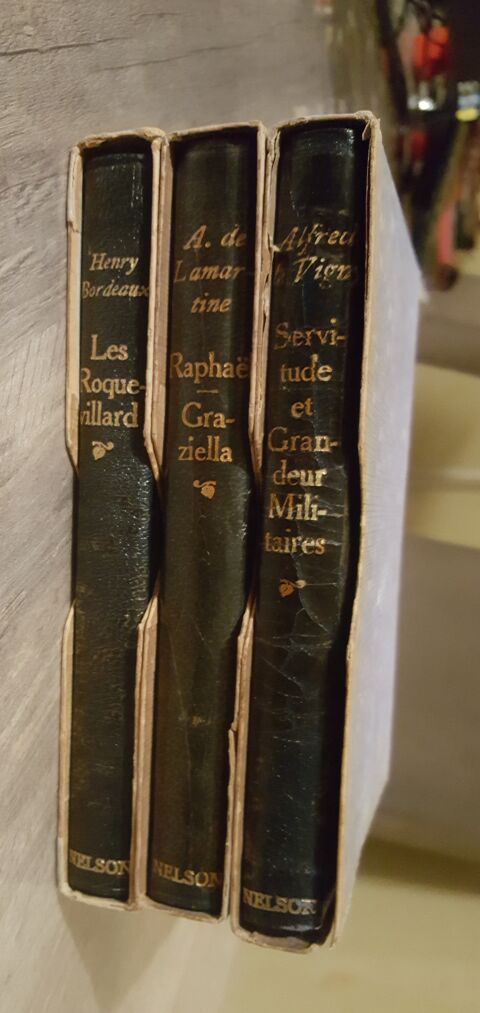 Henry
Bordeaux
Les
Roque-
villard
NELSON
A. de
Lamar-
tine
Raphaël
Gra-
ziella
NELSON
Alfred
Vigny
Servi-
tude
et
Gran-
deur
Mili-
taires
NELSON